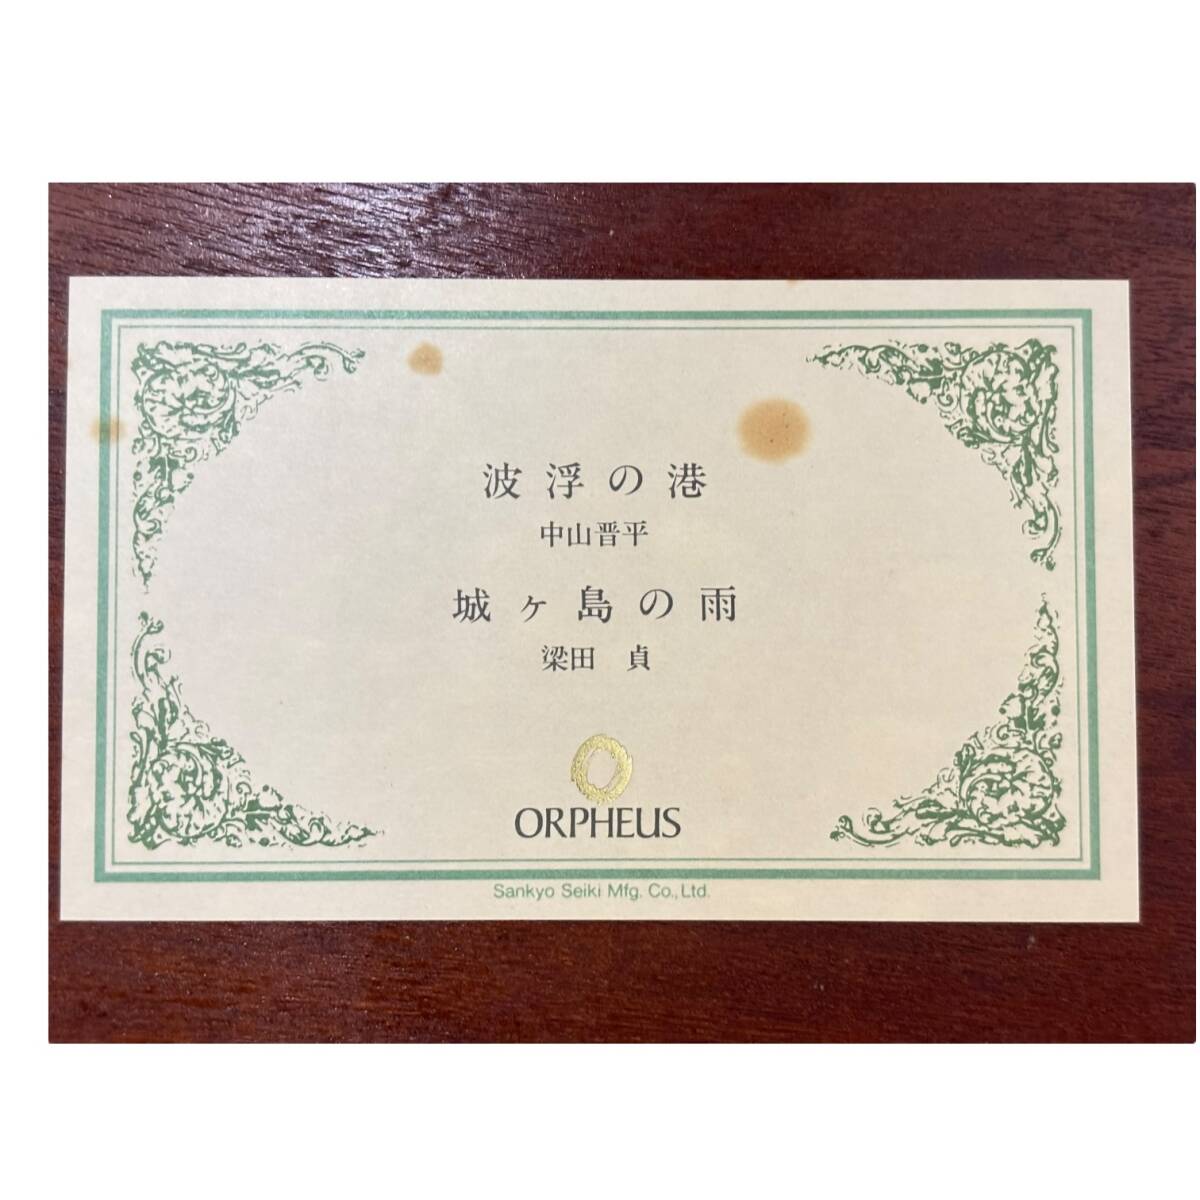 波浮の港
中山晋平
城ヶ島の雨
梁田　貞
ORPHEUS
Sankyo Seiki Mfg. Co., Ltd.